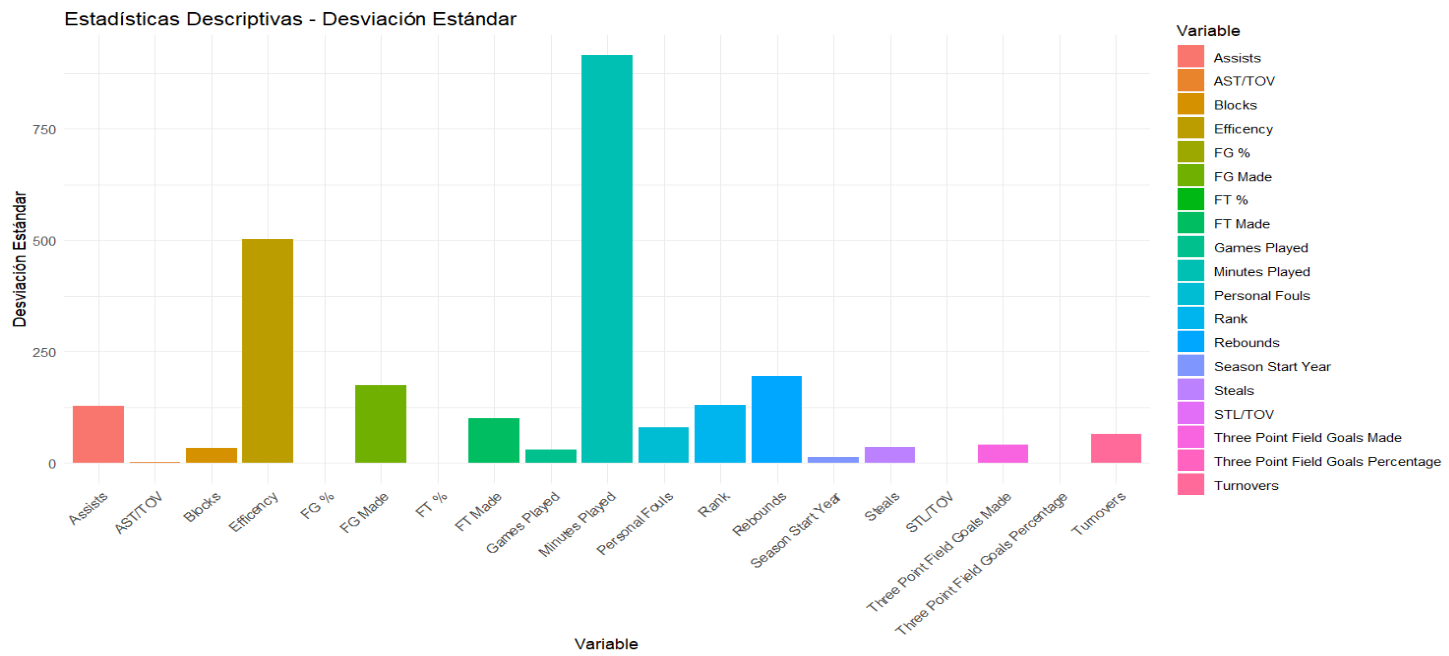 Estadísticas Descriptivas - Desviación Estándar
Desviación Estándar
750
500
250
0
Assists
AST/TOV
Blocks
Efficency
FG %
FG Made
FT %
FT Made
Games Played
Minutes Played
Personal Fouls
Rank
Rebounds
Season Start Year
Steals
STL/TOV
Three Point Field Goals Made
Three Point Field Goals Percentage
Turnovers
Variable
Variable
Assists
AST/TOV
Blocks
Efficency
FG %
FG Made
FT %
FT Made
Games Played
Minutes Played
Personal Fouls
Rank
Rebounds
Season Start Year
Steals
STL/TOV
Three Point Field Goals Made
Three Point Field Goals Percentage
Turnovers